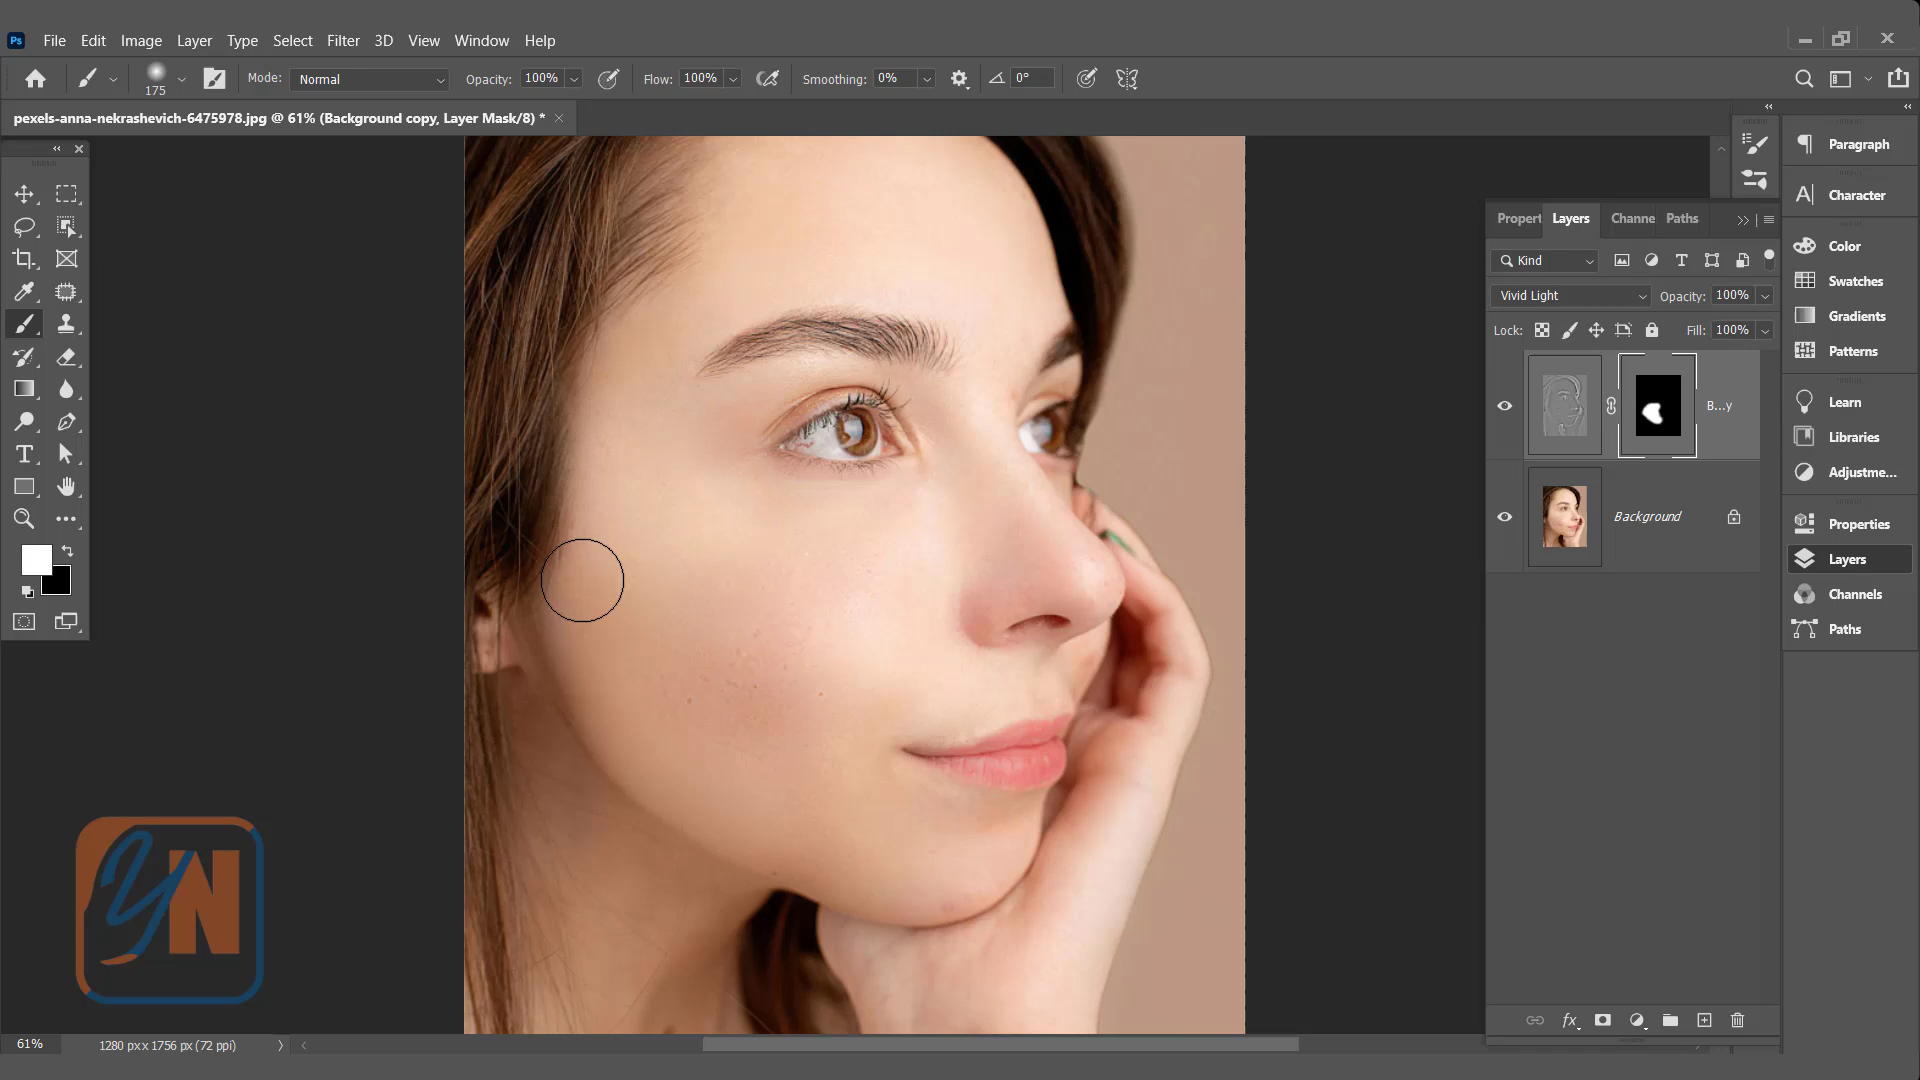 Ps File Edit Image Layer Type Select Filter 3D View Window Help
175 Mode: Normal Opacity: 100% Flow: 100% Smoothing: 0% 0°
pexels-anna-nekrashevich-6475978.jpg @ 61% (Background copy, Layer Mask/8) *
Propert Layers Channe Paths
Kind
Vivid Light Opacity: 100%
Lock: Fill: 100%
B...y
Background
Paragraph
Character
Color
Swatches
Gradients
Patterns
Learn
Libraries
Adjustme...
Properties
Layers
Channels
Paths
YN
fx
61% 1280 px x 1756 px (72 ppi)